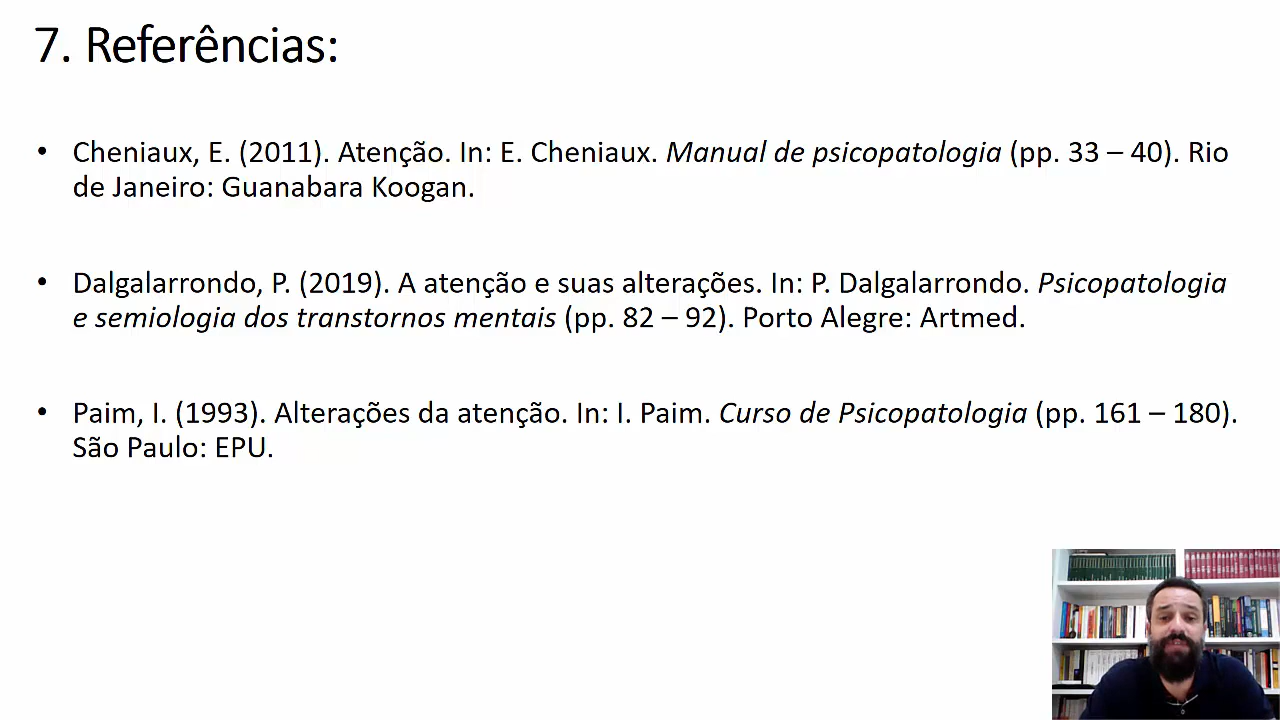 7. Referências:
• Cheniaux, E. (2011). Atenção. In: E. Cheniaux. Manual de psicopatologia (pp. 33 – 40). Rio
de Janeiro: Guanabara Koogan.
• Dalgalarrondo, P. (2019). A atenção e suas alterações. In: P. Dalgalarrondo. Psicopatologia
e semiologia dos transtornos mentais (pp. 82 – 92). Porto Alegre: Artmed.
• Paim, I. (1993). Alterações da atenção. In: I. Paim. Curso de Psicopatologia (pp. 161 – 180).
São Paulo: EPU.